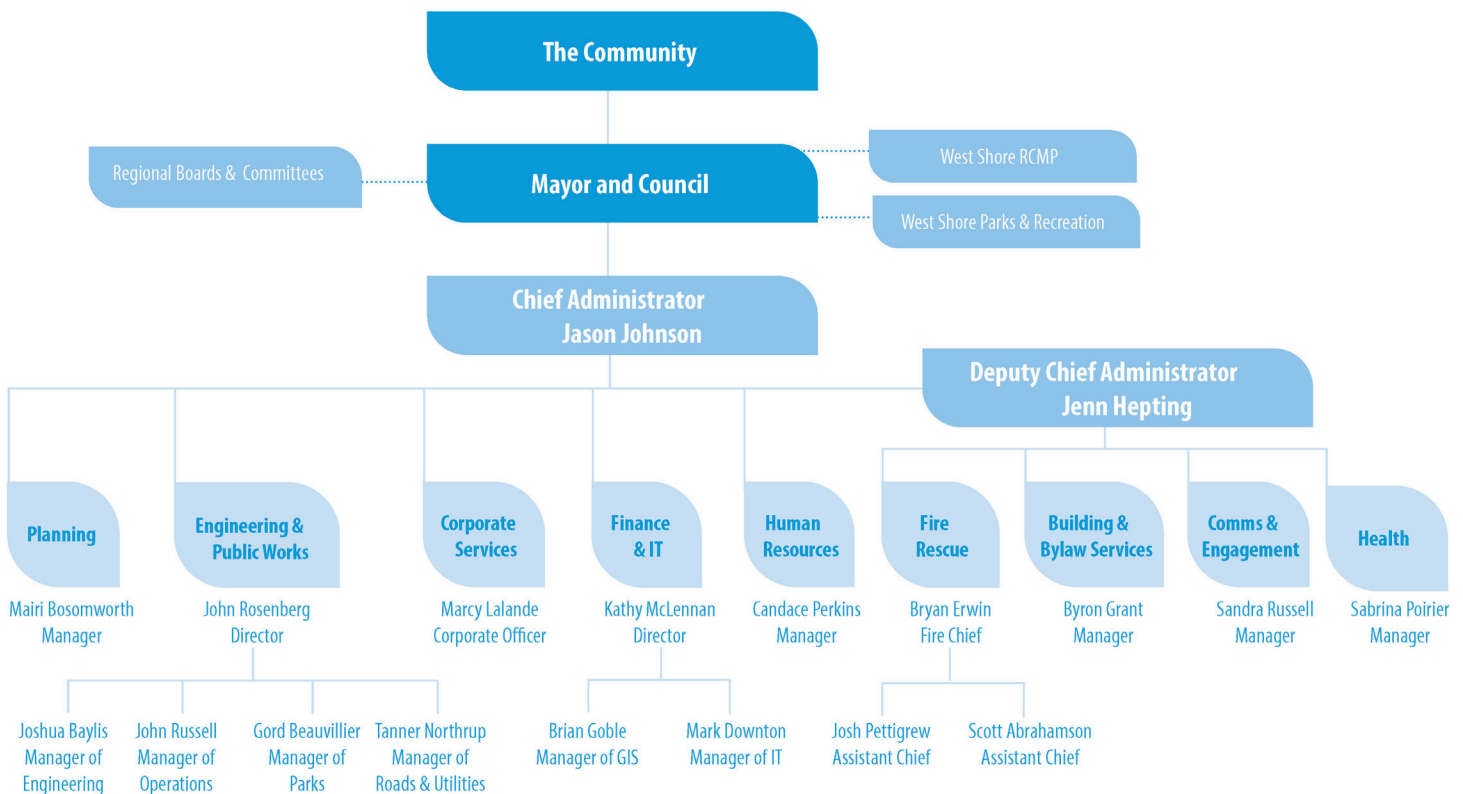 The Community
Regional Boards & Committees
Mayor and Council
West Shore RCMP
West Shore Parks & Recreation
Chief Administrator
Jason Johnson
Deputy Chief Administrator
Jenn Hepting
Planning
Mairi Bosomworth
Manager
Engineering &
Public Works
John Rosenberg
Director
Corporate
Services
Marcy Lalande
Corporate Officer
Finance
& IT
Kathy McLennan
Director
Human
Resources
Candace Perkins
Manager
Fire
Rescue
Bryan Erwin
Fire Chief
Building &
Bylaw Services
Byron Grant
Manager
Comms &
Engagement
Sandra Russell
Manager
Health
Sabrina Poirier
Manager
Joshua Baylis
Manager of
Engineering
John Russell
Manager of
Operations
Gord Beauvillier
Manager of
Parks
Tanner Northrup
Manager of
Roads & Utilities
Brian Goble
Manager of GIS
Mark Downton
Manager of IT
Josh Pettigrew
Assistant Chief
Scott Abrahamson
Assistant Chief